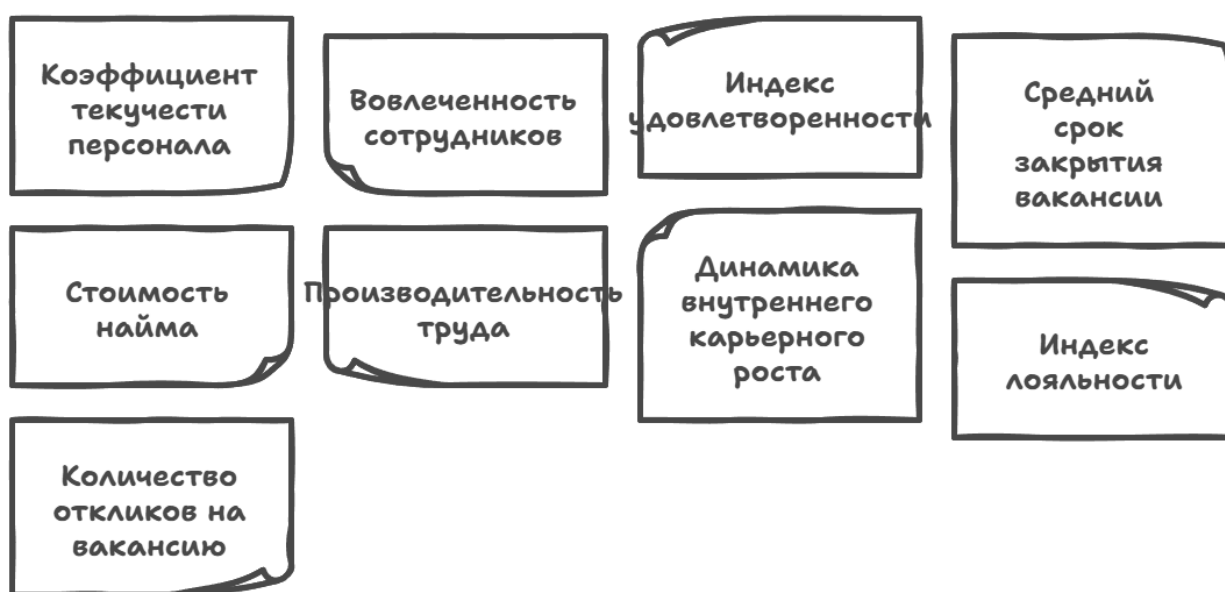 Коэффициент
текучести
персонала
Вовлеченность
сотрудников
Индекс
удовлетворенности
Средний
срок
закрытия
вакансии
Стоимость
найма
Производительность
труда
Динамика
внутреннего
карьерного
роста
Индекс
лояльности
Количество
откликов на
вакансию